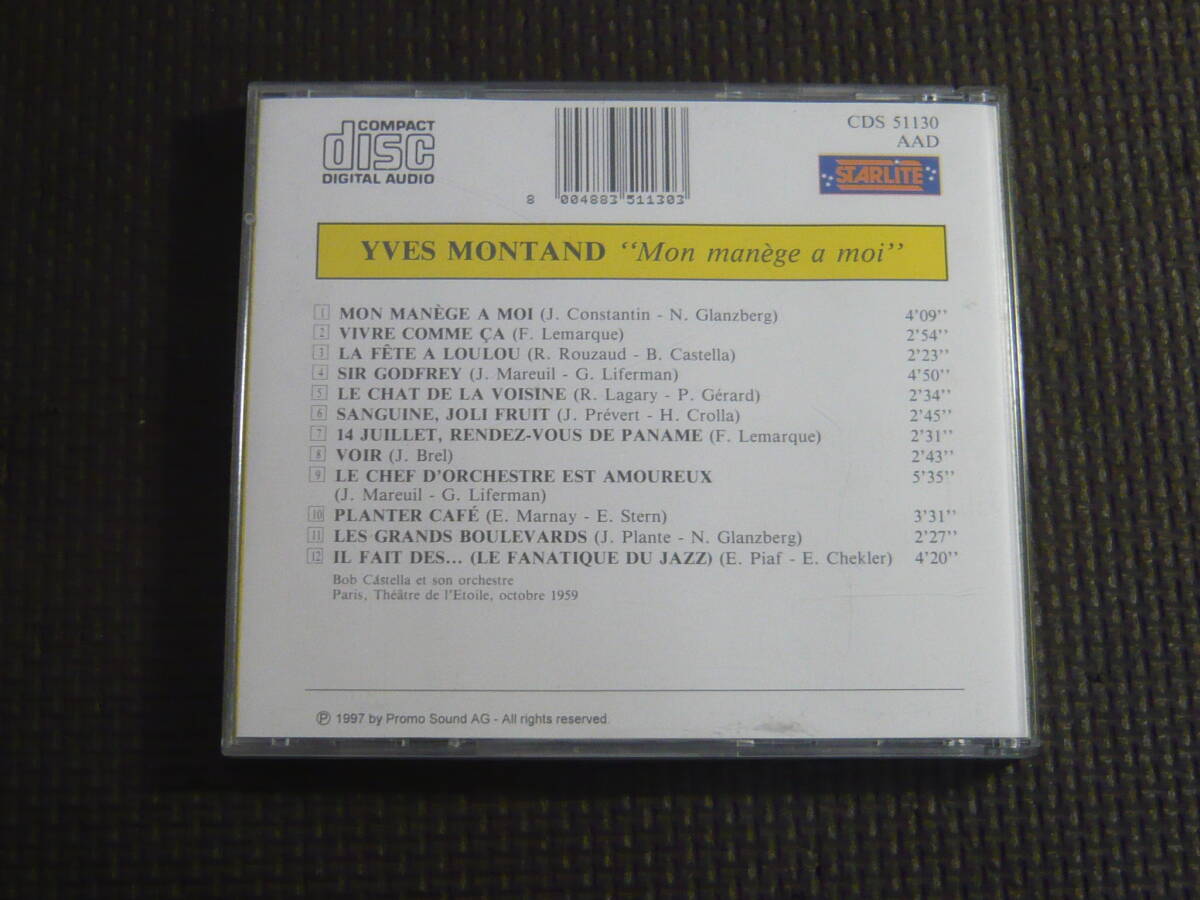 COMPACT
disc
DIGITAL AUDIO
8 004883 511303
CDS 51130
AAD
STARLITE
YVES MONTAND “Mon manège a moi”
1 MON MANÈGE A MOI (J. Constantin - N. Glanzberg) 4'09''
2 VIVRE COMME ÇA (F. Lemarque) 2'54''
3 LA FÊTE A LOULOU (R. Rouzaud - B. Castella) 2'23''
4 SIR GODFREY (J. Mareuil - G. Liferman) 4'50''
5 LE CHAT DE LA VOISINE (R. Lagary - P. Gérard) 2'34''
6 SANGUINE, JOLI FRUIT (J. Prévert - H. Crolla) 2'45''
7 14 JUILLET, RENDEZ-VOUS DE PANAME (F. Lemarque) 2'31''
8 VOIR (J. Brel) 2'43''
9 LE CHEF D'ORCHESTRE EST AMOUREUX 5'35''
(J. Mareuil - G. Liferman)
10 PLANTER CAFÉ (E. Marnay - E. Stern) 3'31''
11 LES GRANDS BOULEVARDS (J. Plante - N. Glanzberg) 2'27''
12 IL FAIT DES... (LE FANATIQUE DU JAZZ) (E. Piaf - E. Chekler) 4'20''
Bob Castella et son orchestre
Paris, Théâtre de l'Etoile, octobre 1959
℗ 1997 by Promo Sound AG - All rights reserved.